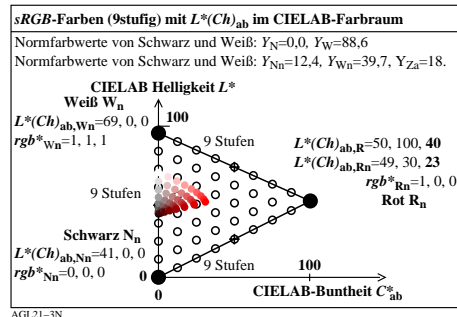 sRGB-Farben (9stufig) mit L*(Ch)ab im CIELAB-Farbraum
Normfarbwerte von Schwarz und Weiß: YN=0,0, YW=88,6
Normfarbwerte von Schwarz und Weiß: YNn=12,4, YWn=39,7, YZa=18.
CIELAB Helligkeit L*
Weiß Wn
100
L*(Ch)ab,Wn=69, 0, 0
rgb*Wn=1, 1, 1
9 Stufen
L*(Ch)ab,R=50, 100, 40
L*(Ch)ab,Rn=49, 30, 23
rgb*Rn=1, 0, 0
Rot Rn
9 Stufen
Schwarz Nn
L*(Ch)ab,Nn=41, 0, 0
rgb*Nn=0, 0, 0
9 Stufen
0
0
100
CIELAB-Buntheit C*ab
AGL21-3N